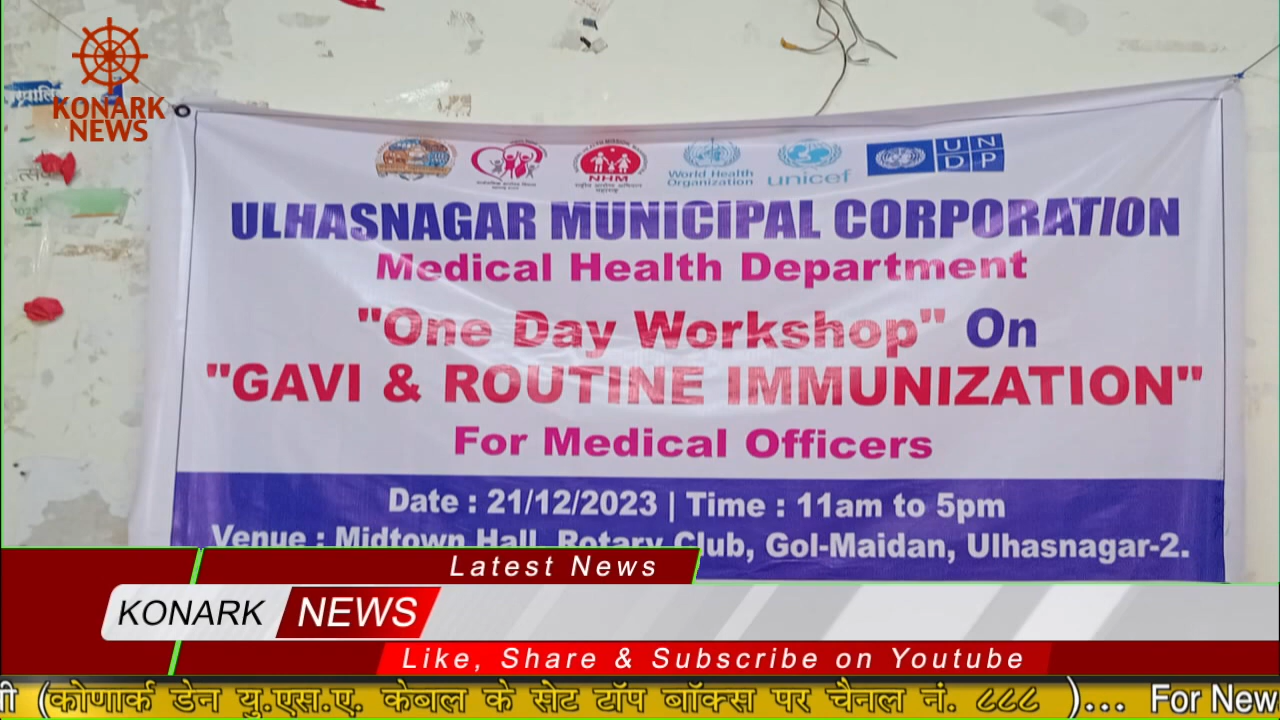 KONARK
NEWS
NHM
World Health
Organization
unicef
UN
DP
ULHASNAGAR MUNICIPAL CORPORATION
Medical Health Department
"One Day Workshop" On
"GAVI & ROUTINE IMMUNIZATION"
For Medical Officers
Date : 21/12/2023 | Time : 11am to 5pm
Venue : Midtown Hall, Rotary Club, Gol-Maidan, Ulhasnagar-2.
Latest News
KONARK NEWS
Like, Share & Subscribe on Youtube
(कोणार्क डेन यु.एस.ए. केबल के सेट टॉप बॉक्स पर चैनल नं. ८८८ )... For New